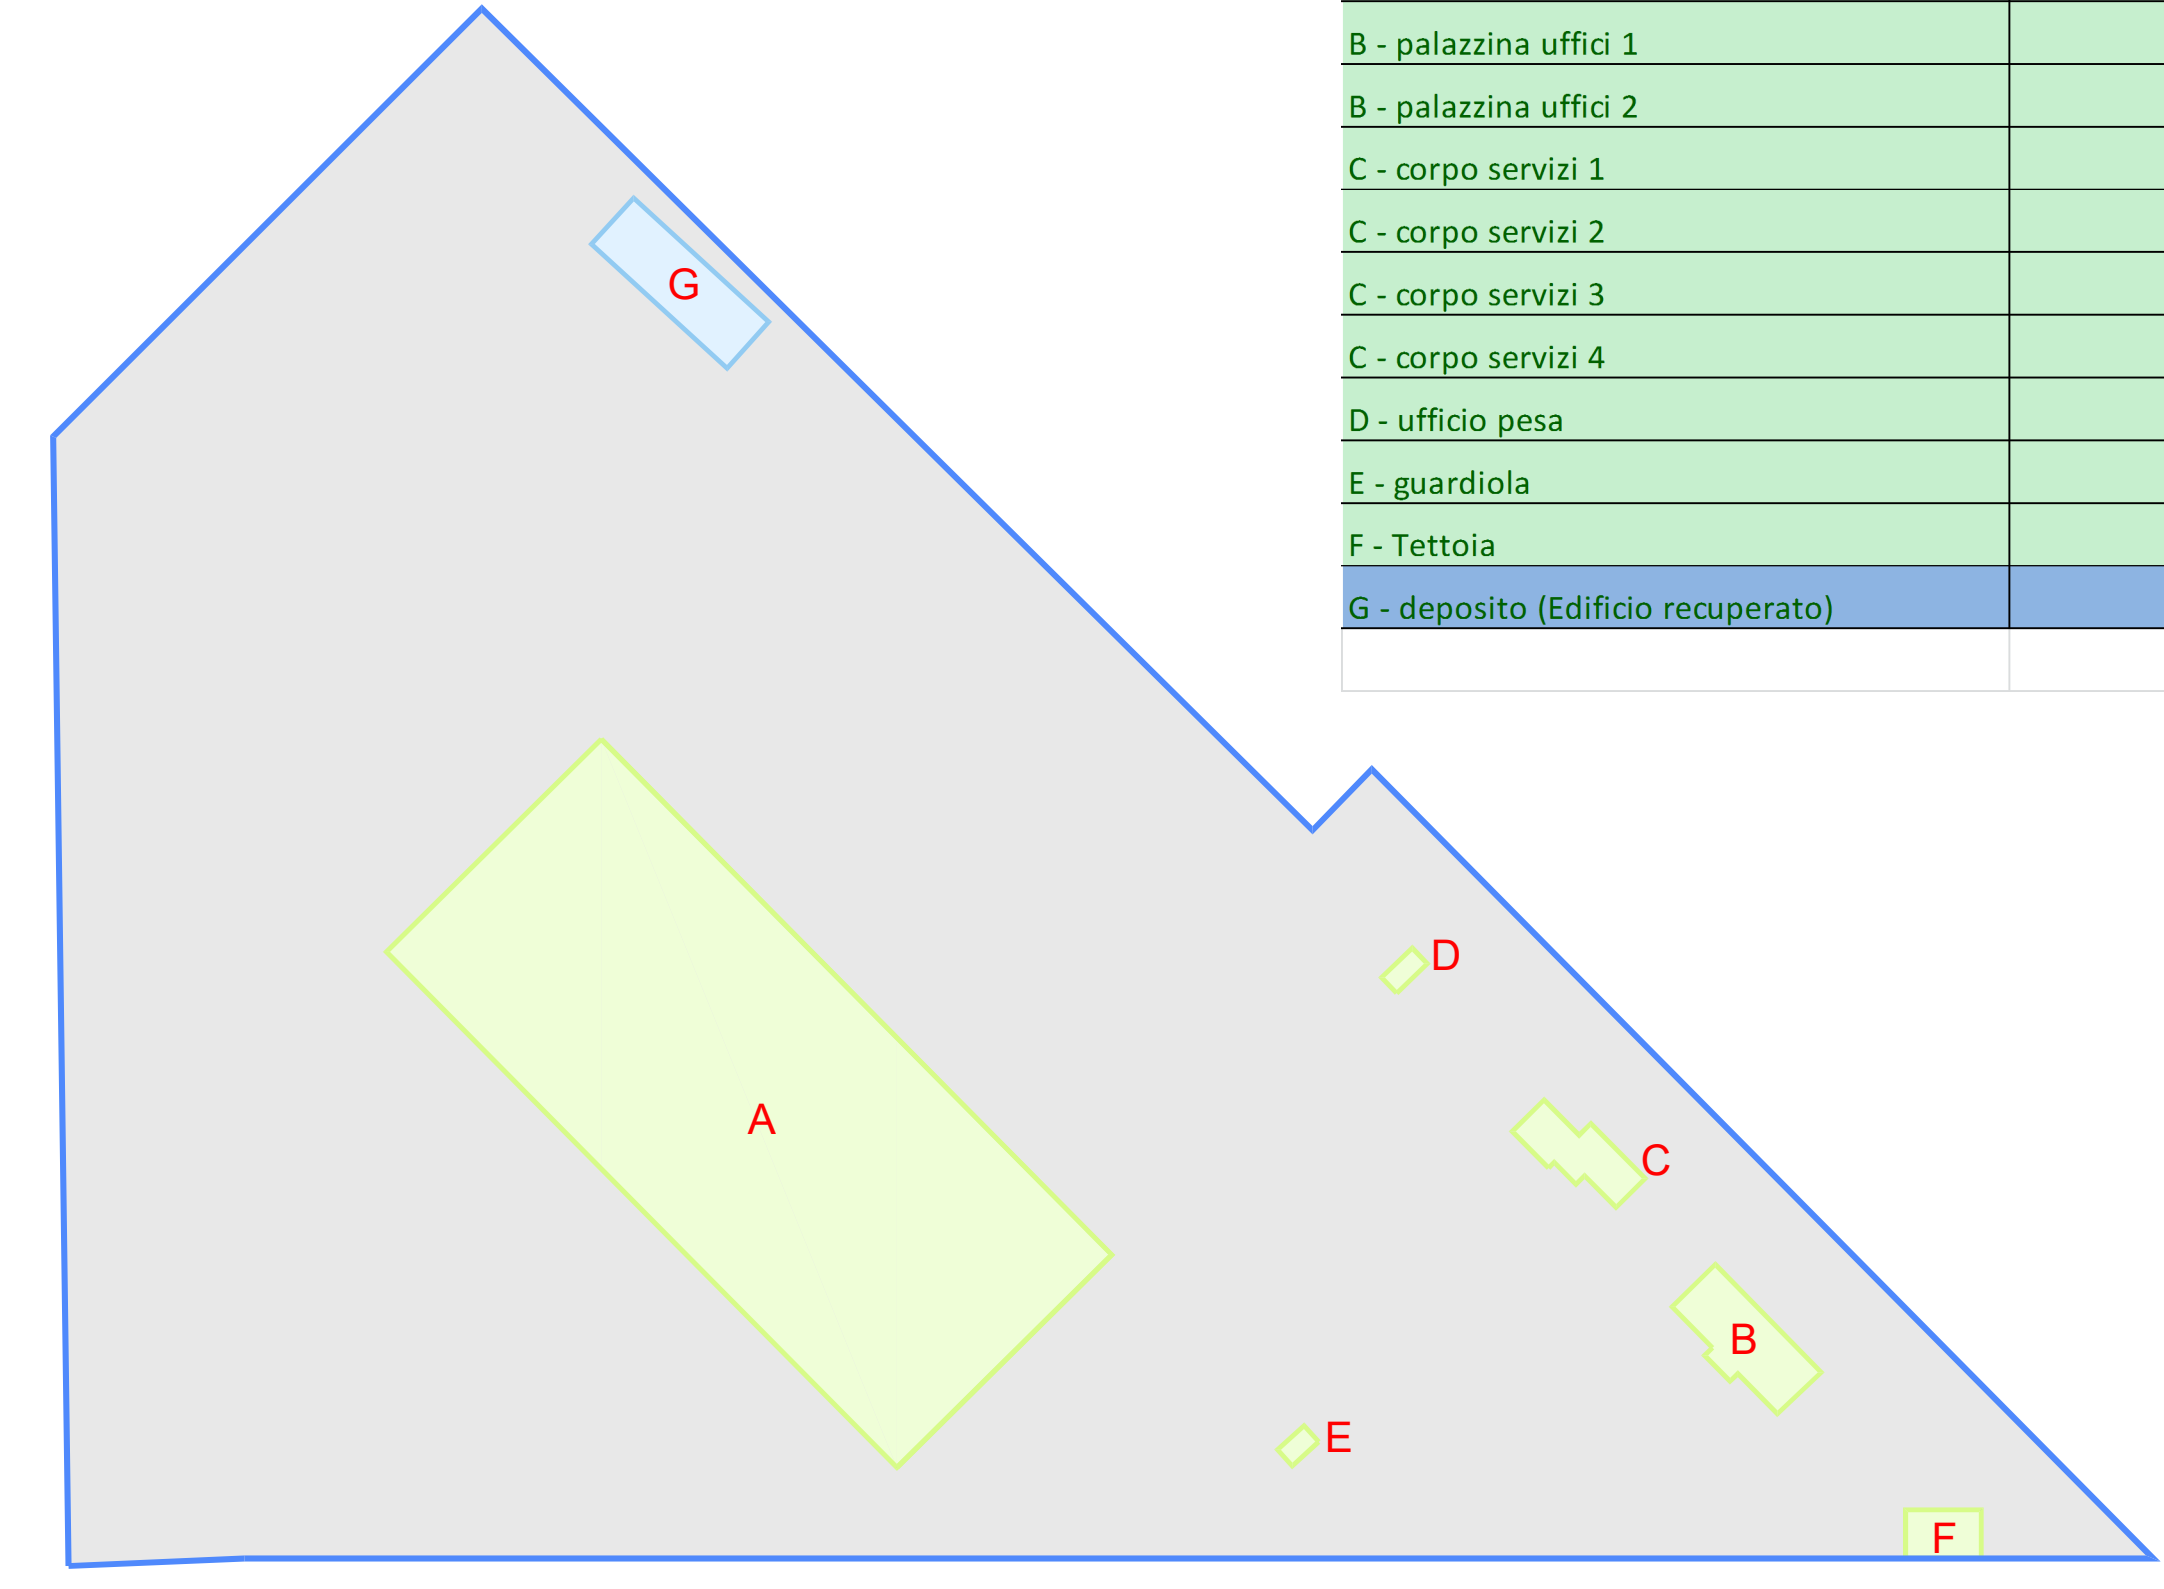 B - palazzina uffici 1
B - palazzina uffici 2
C - corpo servizi 1
C - corpo servizi 2
C - corpo servizi 3
C - corpo servizi 4
D - ufficio pesa
E - guardiola
F - Tettoia
G - deposito (Edificio recuperato)
G
D
A
C
B
E
F